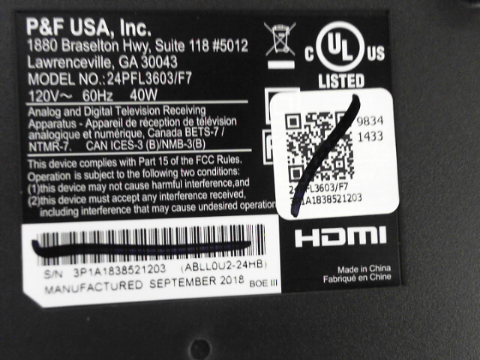 P&F USA, Inc.
1880 Braselton Hwy, Suite 118 #5012
Lawrenceville, GA 30043
MODEL NO.: 24PFL3603/F7
120V~ 60Hz 40W
Analog and Digital Television Receiving
Apparatus - Appareil de réception de télévision
analogique et numérique, Canada BETS-7 /
NTMR-7. CAN ICES-3 (B)/NMB-3(B)
This device complies with Part 15 of the FCC Rules.
Operation is subject to the following two conditions:
(1)this device may not cause harmful interference,and
(2)this device must accept any interference received,
including interference that may cause undesired operation
C UL US
LISTED
9834
1433
24PFL3603/F7
3P1A1838521203
HDMI
Made in China
Fabriqué en Chine
S/N 3P1A1838521203 (ABLL0U2-24HB)
MANUFACTURED SEPTEMBER 2018 BOE III